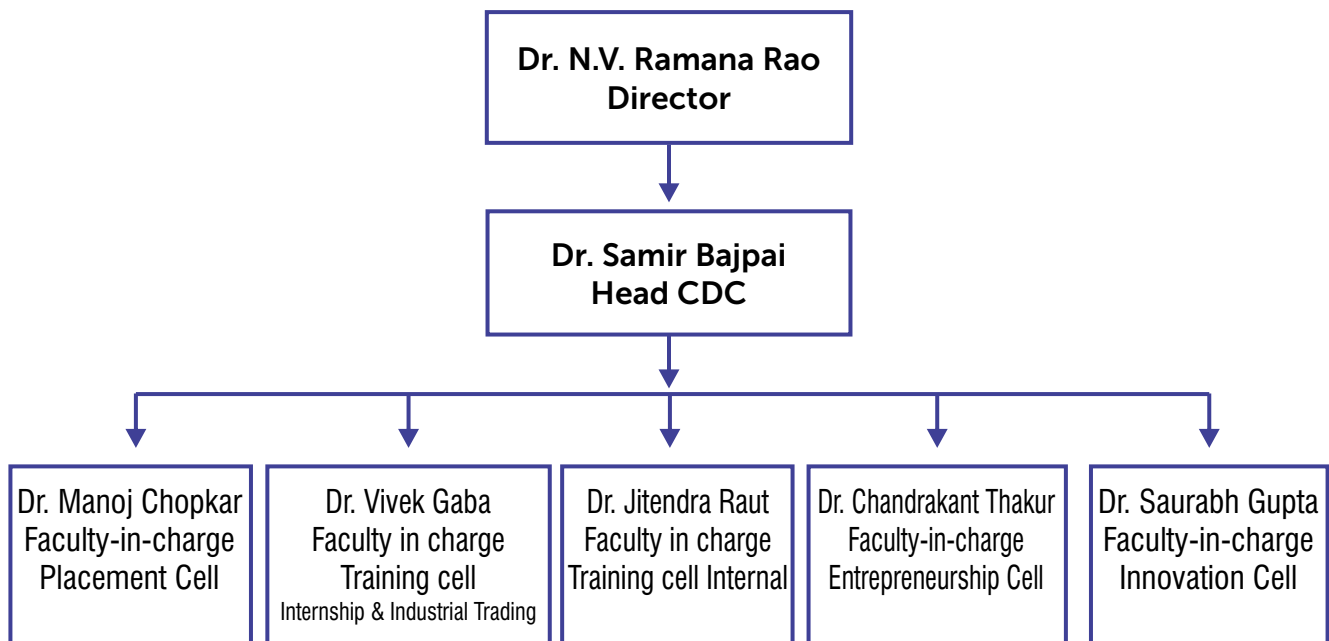 Dr. N.V. Ramana Rao
Director
Dr. Samir Bajpai
Head CDC
Dr. Manoj Chopkar
Faculty-in-charge
Placement Cell
Dr. Vivek Gaba
Faculty in charge
Training cell
Internship & Industrial Trading
Dr. Jitendra Raut
Faculty in charge
Training cell Internal
Dr. Chandrakant Thakur
Faculty-in-charge
Entrepreneurship Cell
Dr. Saurabh Gupta
Faculty-in-charge
Innovation Cell